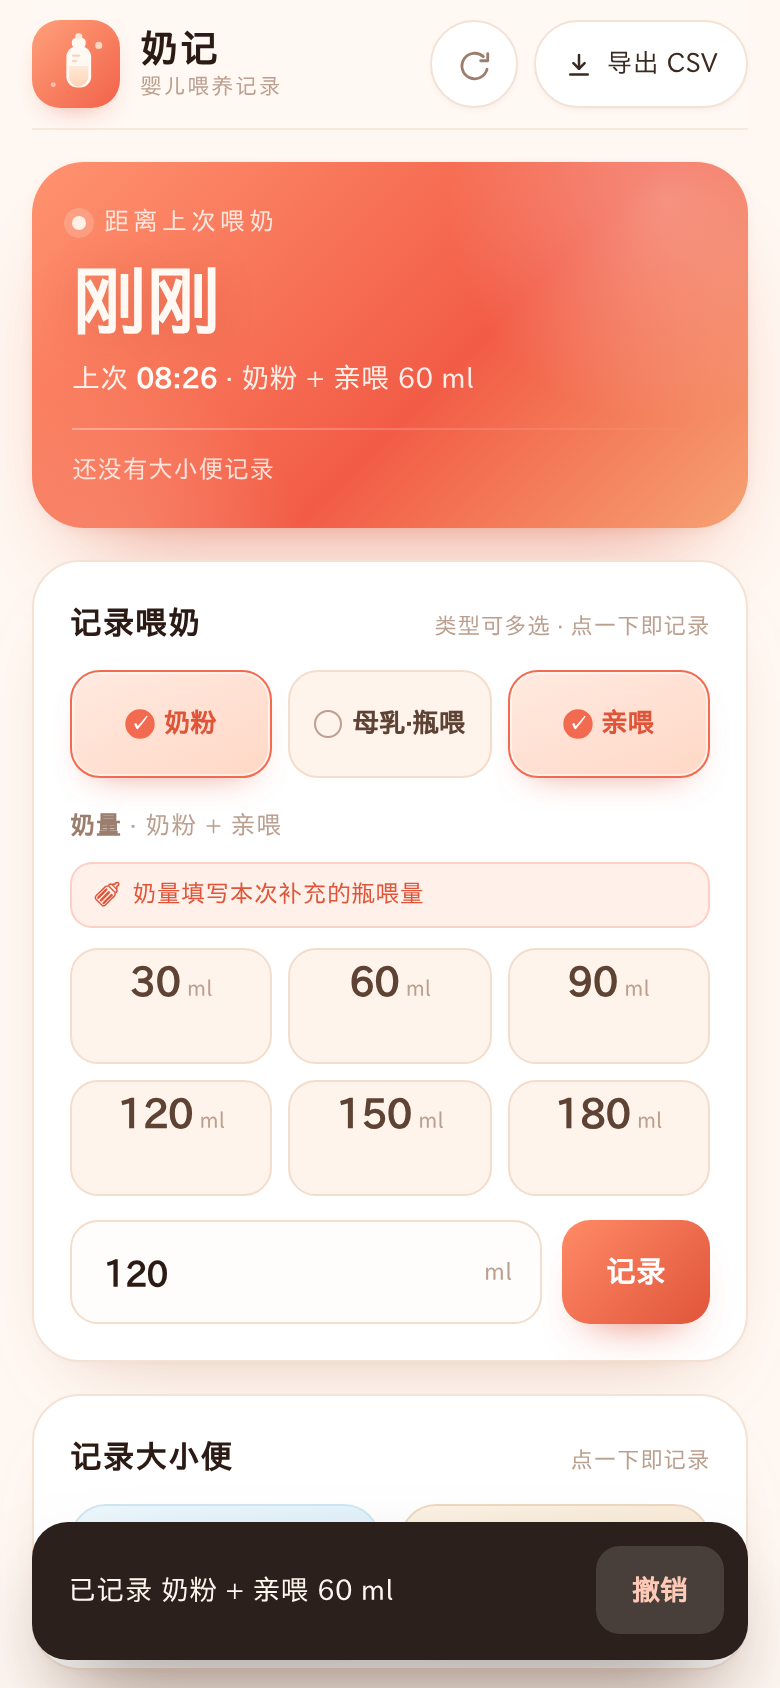 奶记
婴儿喂养记录
导出 CSV
距离上次喂奶
刚刚
上次 08:26 · 奶粉 + 亲喂 60 ml
还没有大小便记录
记录喂奶
类型可多选 · 点一下即记录
奶粉
母乳·瓶喂
亲喂
奶量 · 奶粉 + 亲喂
奶量填写本次补充的瓶喂量
30 ml
60 ml
90 ml
120 ml
150 ml
180 ml
120 ml
记录
记录大小便
点一下即记录
已记录 奶粉 + 亲喂 60 ml
撤销